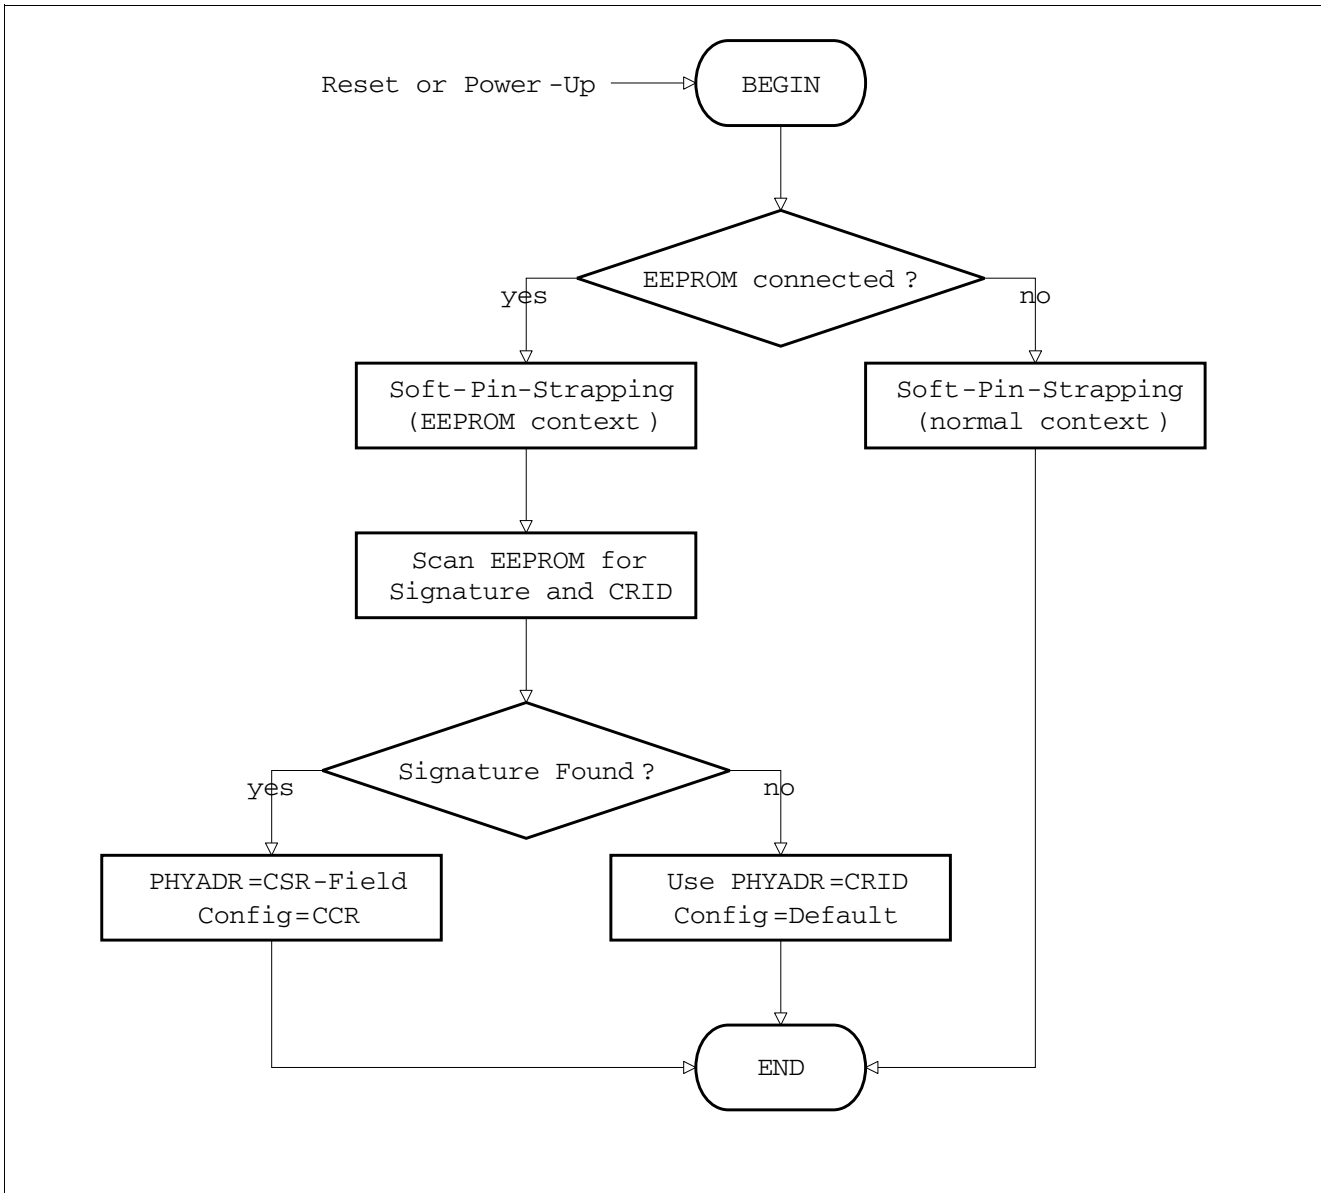 Reset or Power-Up
BEGIN
EEPROM connected?
yes
no
Soft-Pin-Strapping
(EEPROM context)
Soft-Pin-Strapping
(normal context)
Scan EEPROM for
Signature and CRID
Signature Found?
yes
no
PHYADR=CSR-Field
Config=CCR
Use PHYADR=CRID
Config=Default
END